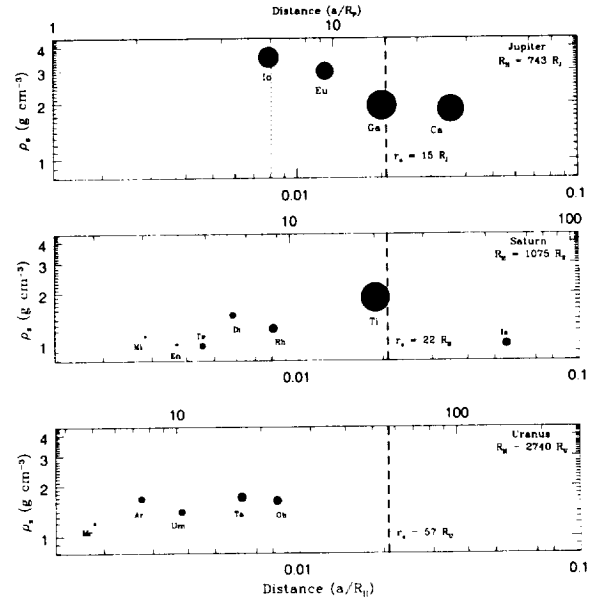 Distance (a/R_P)
1 10
4
3
2
1
ρ_s (g cm⁻³)
Jupiter
R_H = 743 R_J
Io
Eu
Ga
Ca
r_c = 15 R_J
0.01 0.1
10 100
4
3
2
1
ρ_s (g cm⁻³)
Saturn
R_H = 1075 R_S
Mi
En
Te
Di
Rh
Ti
r_c = 22 R_S
Ia
0.01 0.1
10 100
4
3
2
1
ρ_s (g cm⁻³)
Uranus
R_H = 2740 R_U
Ar
Um
Ta
Ob
r_c = 57 R_U
0.01 0.1
Distance (a/R_H)